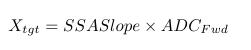 X_{tgt} = SSASlope × ADC_{Fwd}